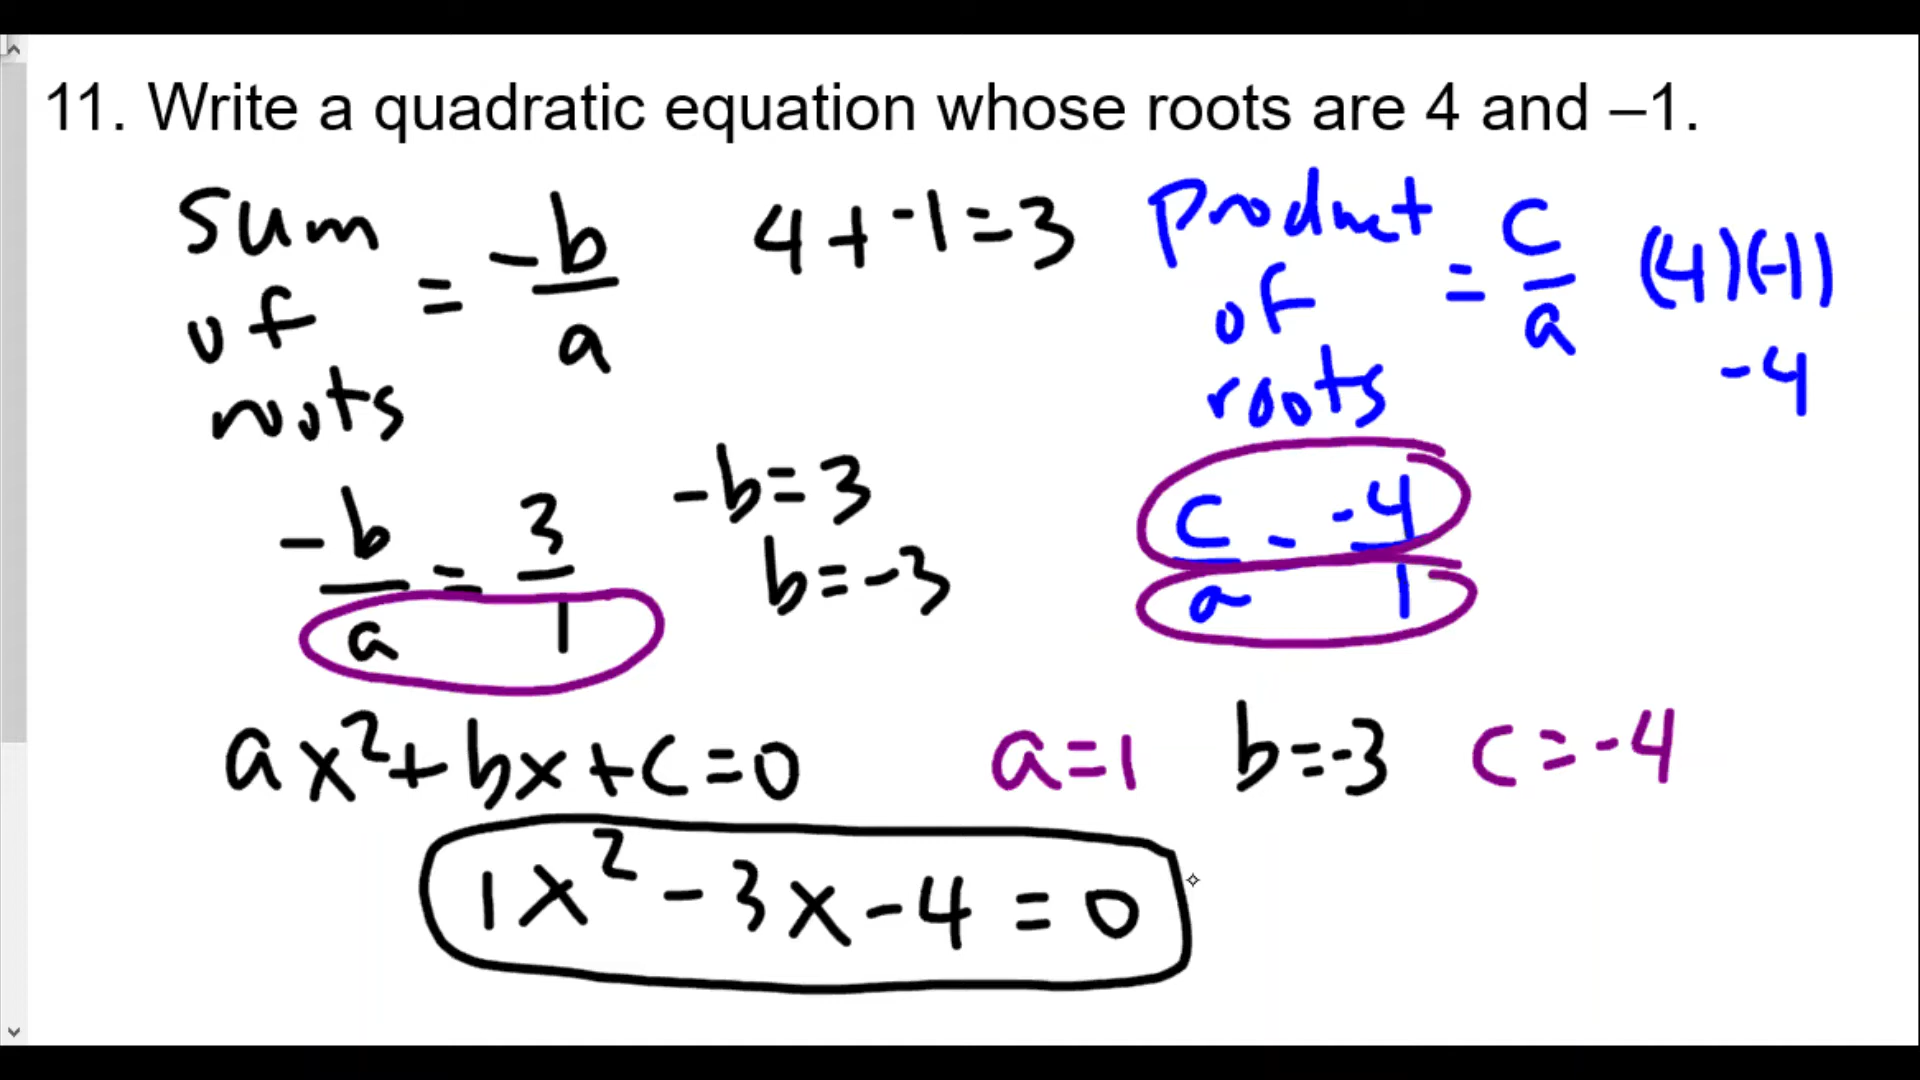 11. Write a quadratic equation whose roots are 4 and –1.
sum of roots = -b/a
4 + -1 = 3
product of roots = c/a
(4)(-1)
-4
-b/a = 3/1
-b = 3
b = -3
c/a = -4/1
ax² + bx + c = 0
a = 1 b = -3 c = -4
1x² - 3x - 4 = 0